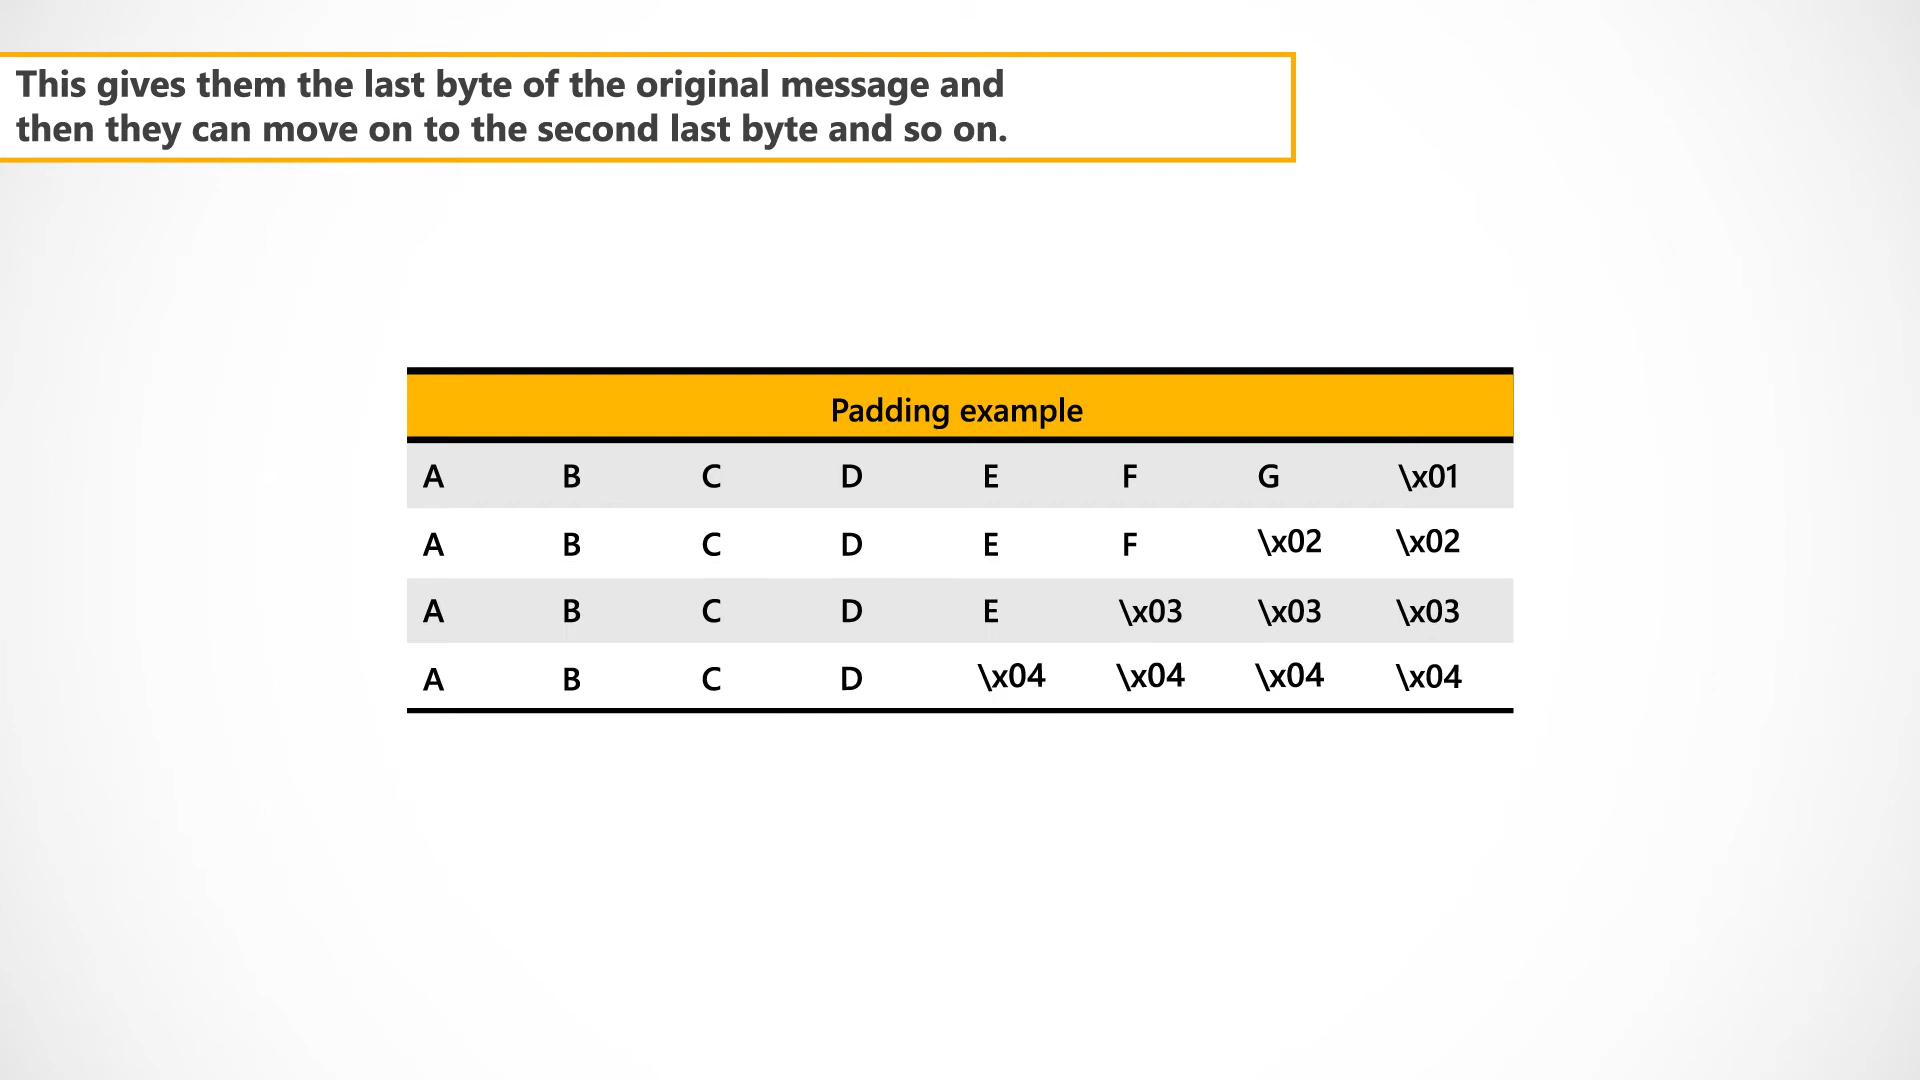 This gives them the last byte of the original message and
then they can move on to the second last byte and so on.
Padding example
A B C D E F G \x01
A B C D E F \x02 \x02
A B C D E \x03 \x03 \x03
A B C D \x04 \x04 \x04 \x04